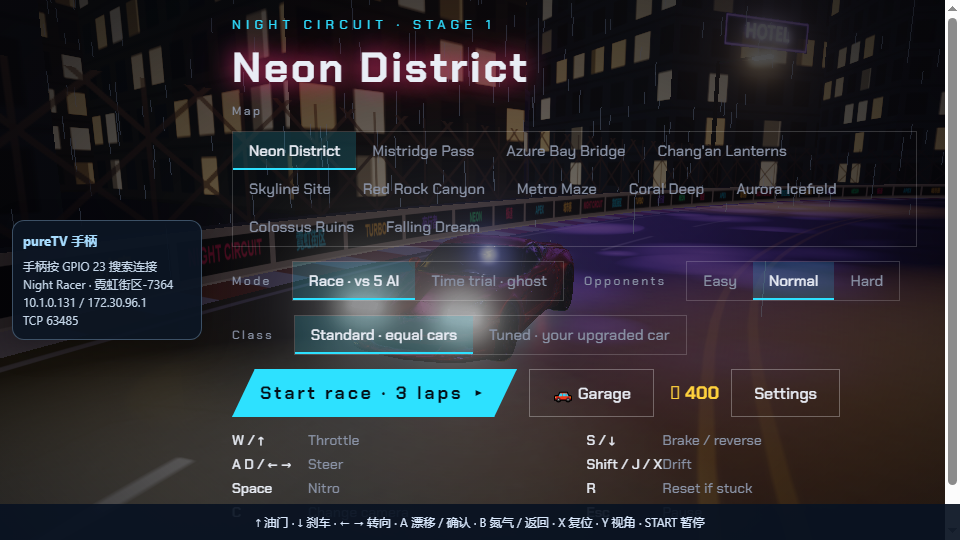 NIGHT CIRCUIT · STAGE 1
HOTEL
Neon District
Map
Neon District Mistridge Pass Azure Bay Bridge Chang'an Lanterns
Skyline Site Red Rock Canyon Metro Maze Coral Deep Aurora Icefield
Colossus Ruins Falling Dream
NIGHT CIRCUIT
TURBO
NEON
pureTV 手柄
手柄按 GPIO 23 搜索连接
Night Racer · 霓虹街区-7364
10.1.0.131 / 172.30.96.1
TCP 63485
Mode Race · vs 5 AI Time trial · ghost Opponents Easy Normal Hard
Class Standard · equal cars Tuned · your upgraded car
Start race · 3 laps ▸ Garage 400 Settings
W / ↑ Throttle S / ↓ Brake / reverse
A D / ← → Steer Shift / J / X Drift
Space Nitro R Reset if stuck
C Esc
↑油门 · ↓ 刹车 · ← → 转向 · A 漂移 / 确认 · B 氮气 / 返回 · X 复位 · Y 视角 · START 暂停